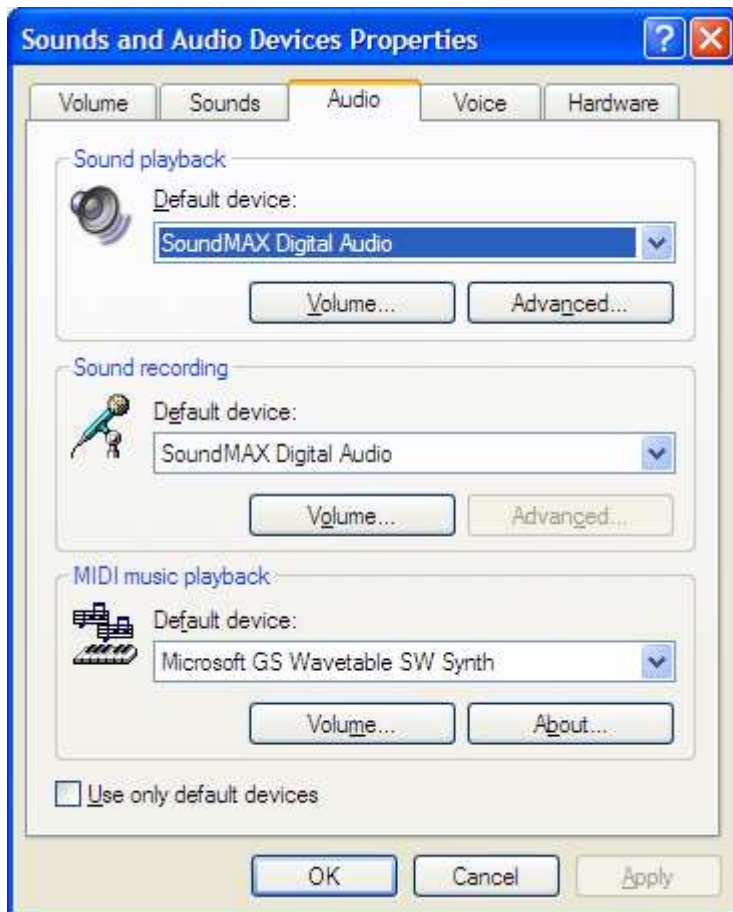 Sounds and Audio Devices Properties
Volume Sounds Audio Voice Hardware
Sound playback
Default device:
SoundMAX Digital Audio
Volume... Advanced...
Sound recording
Default device:
SoundMAX Digital Audio
Volume... Advanced...
MIDI music playback
Default device:
Microsoft GS Wavetable SW Synth
Volume... About...
Use only default devices
OK Cancel Apply